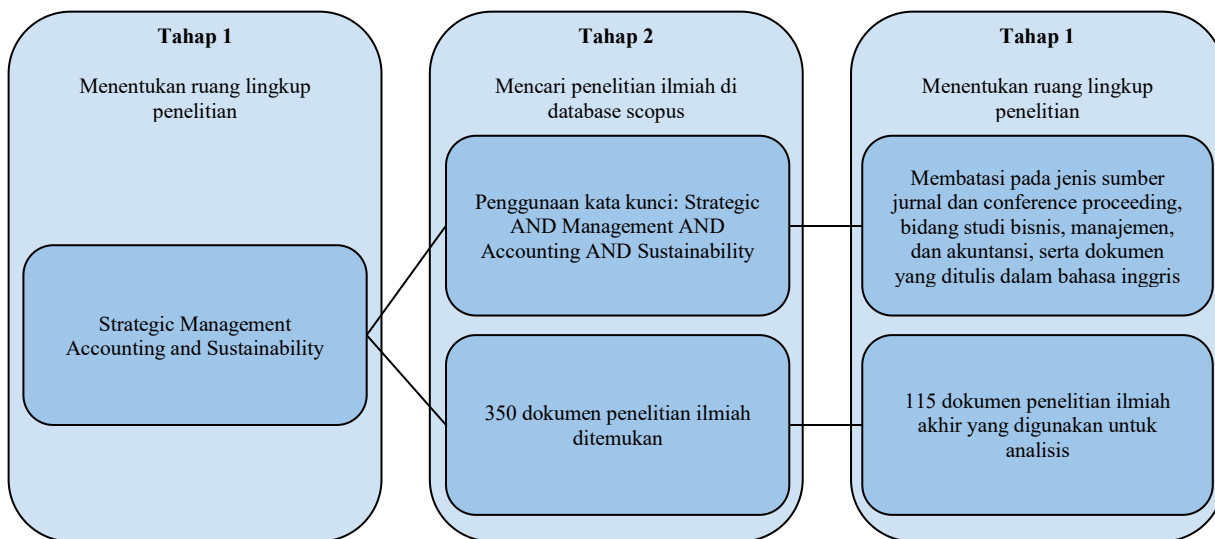 Tahap 1
Menentukan ruang lingkup
penelitian
Strategic Management
Accounting and Sustainability
Tahap 2
Mencari penelitian ilmiah di
database scopus
Penggunaan kata kunci: Strategic
AND Management AND
Accounting AND Sustainability
350 dokumen penelitian ilmiah
ditemukan
Tahap 1
Menentukan ruang lingkup
penelitian
Membatasi pada jenis sumber
jurnal dan conference proceeding,
bidang studi bisnis, manajemen,
dan akuntansi, serta dokumen
yang ditulis dalam bahasa inggris
115 dokumen penelitian ilmiah
akhir yang digunakan untuk
analisis